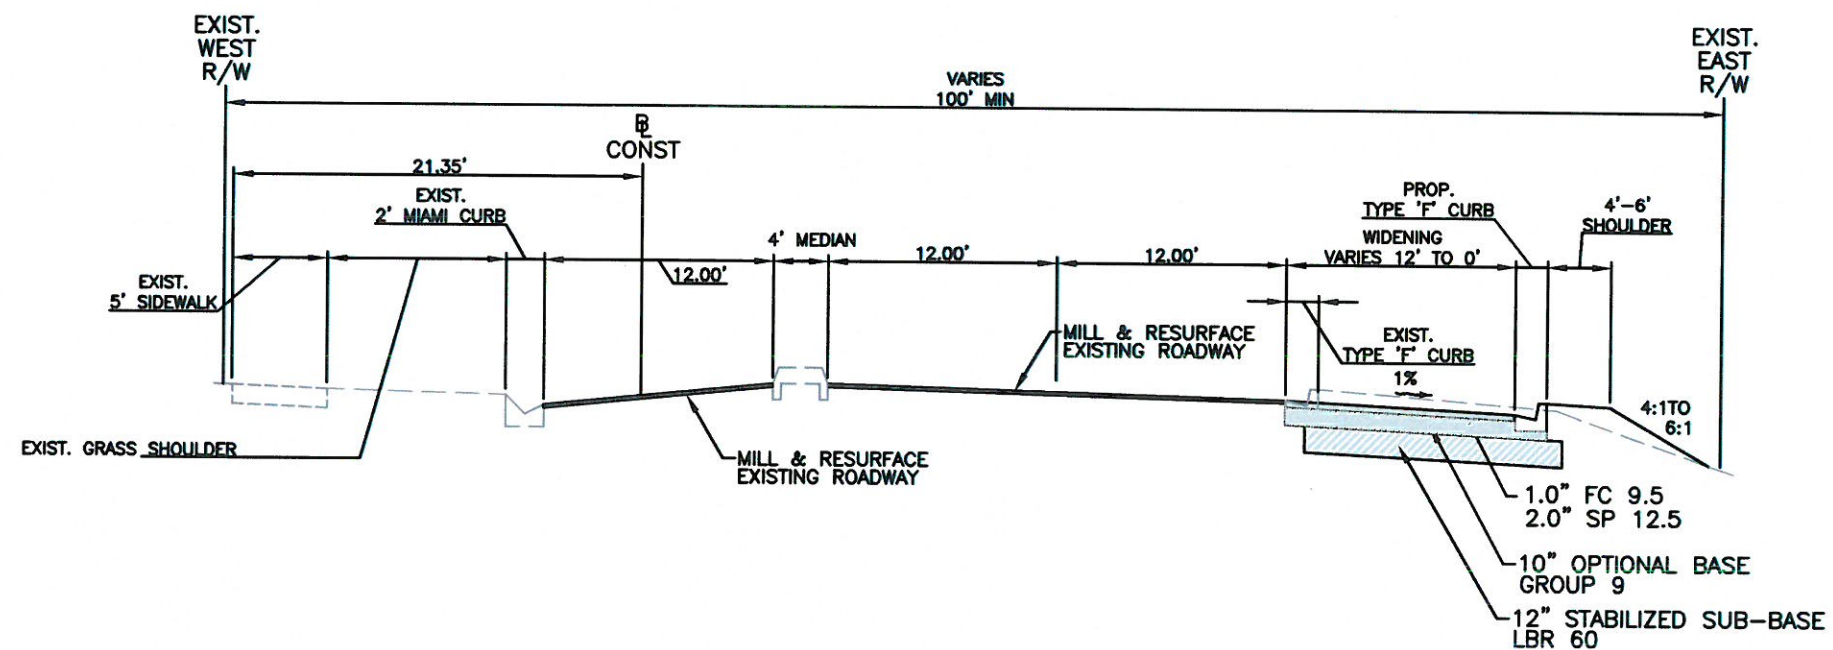 EXIST.
WEST
R/W
EXIST.
EAST
R/W
VARIES
100' MIN
BL
CONST
21.35'
EXIST.
2' MIAMI CURB
PROP.
TYPE 'F' CURB
4'-6'
SHOULDER
4' MEDIAN
WIDENING
VARIES 12' TO 0'
12.00'
12.00'
12.00'
EXIST.
5' SIDEWALK
MILL & RESURFACE
EXISTING ROADWAY
EXIST.
TYPE 'F' CURB
1%
4:1TO
6:1
EXIST. GRASS SHOULDER
MILL & RESURFACE
EXISTING ROADWAY
1.0" FC 9.5
2.0" SP 12.5
10" OPTIONAL BASE
GROUP 9
12" STABILIZED SUB-BASE
LBR 60